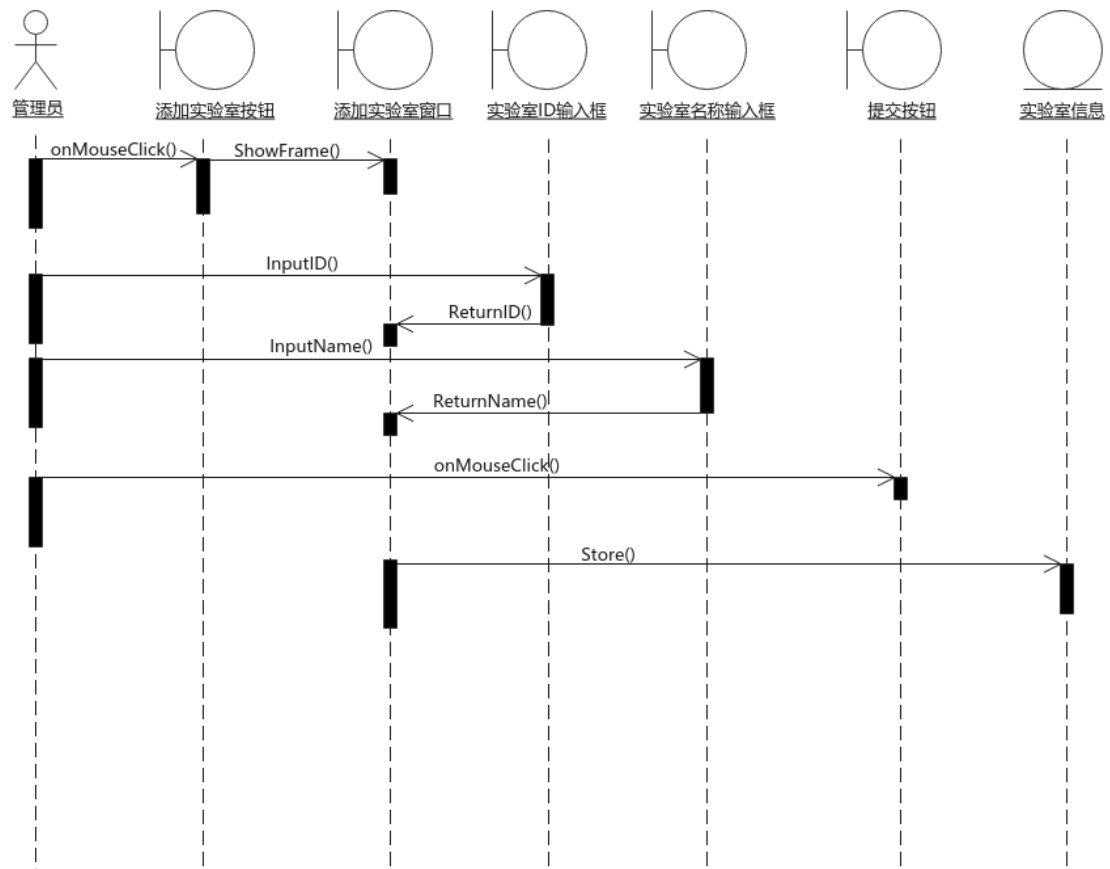 管理员
添加实验室按钮
添加实验室窗口
实验室ID输入框
实验室名称输入框
提交按钮
实验室信息
onMouseClick()
ShowFrame()
InputID()
ReturnID()
InputName()
ReturnName()
onMouseClick()
Store()